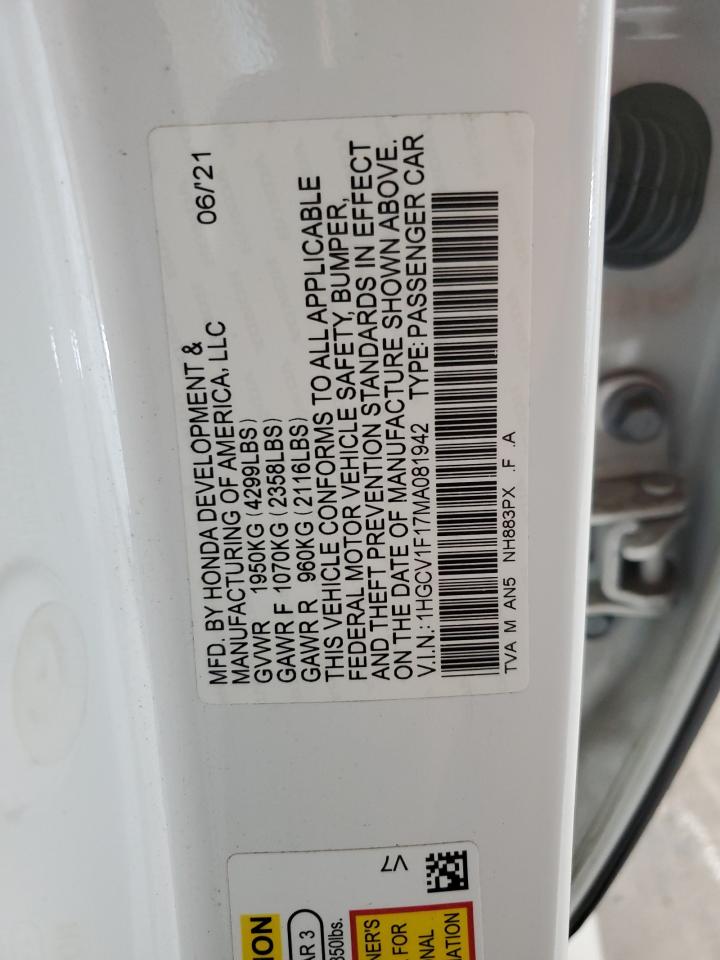 06/'21
MFD. BY HONDA DEVELOPMENT &
MANUFACTURING OF AMERICA, LLC
GVWR 1950KG (4299LBS)
GAWR F 1070KG (2358LBS)
GAWR R 960KG (2116LBS)
THIS VEHICLE CONFORMS TO ALL APPLICABLE
FEDERAL MOTOR VEHICLE SAFETY, BUMPER,
AND THEFT PREVENTION STANDARDS IN EFFECT
ON THE DATE OF MANUFACTURE SHOWN ABOVE.
V.I.N.: 1HGCV1F17MA081942 TYPE: PASSENGER CAR
TVA M AN5 NH883PX .F .A
V7